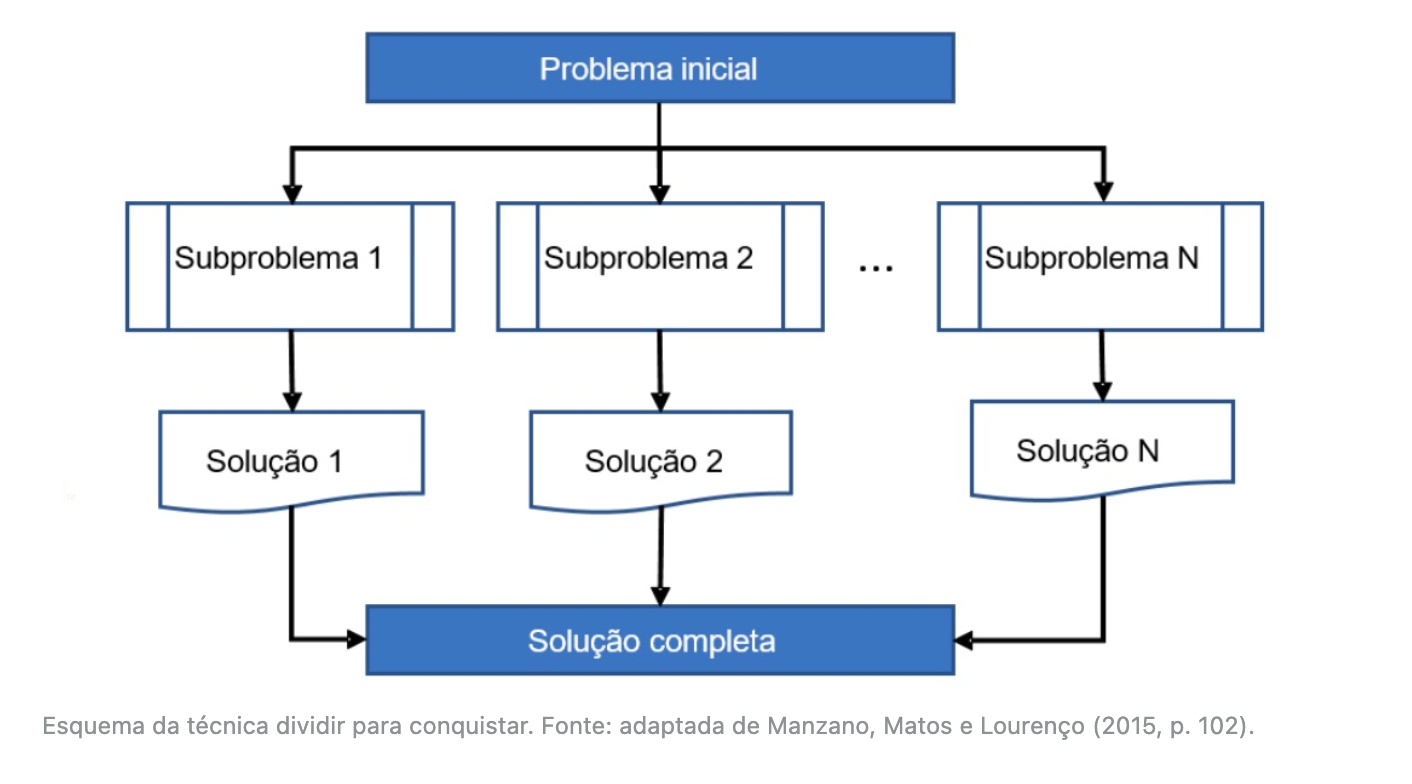 Problema inicial
Subproblema 1
Subproblema 2
...
Subproblema N
Solução 1
Solução 2
Solução N
Solução completa
Esquema da técnica dividir para conquistar. Fonte: adaptada de Manzano, Matos e Lourenço (2015, p. 102).